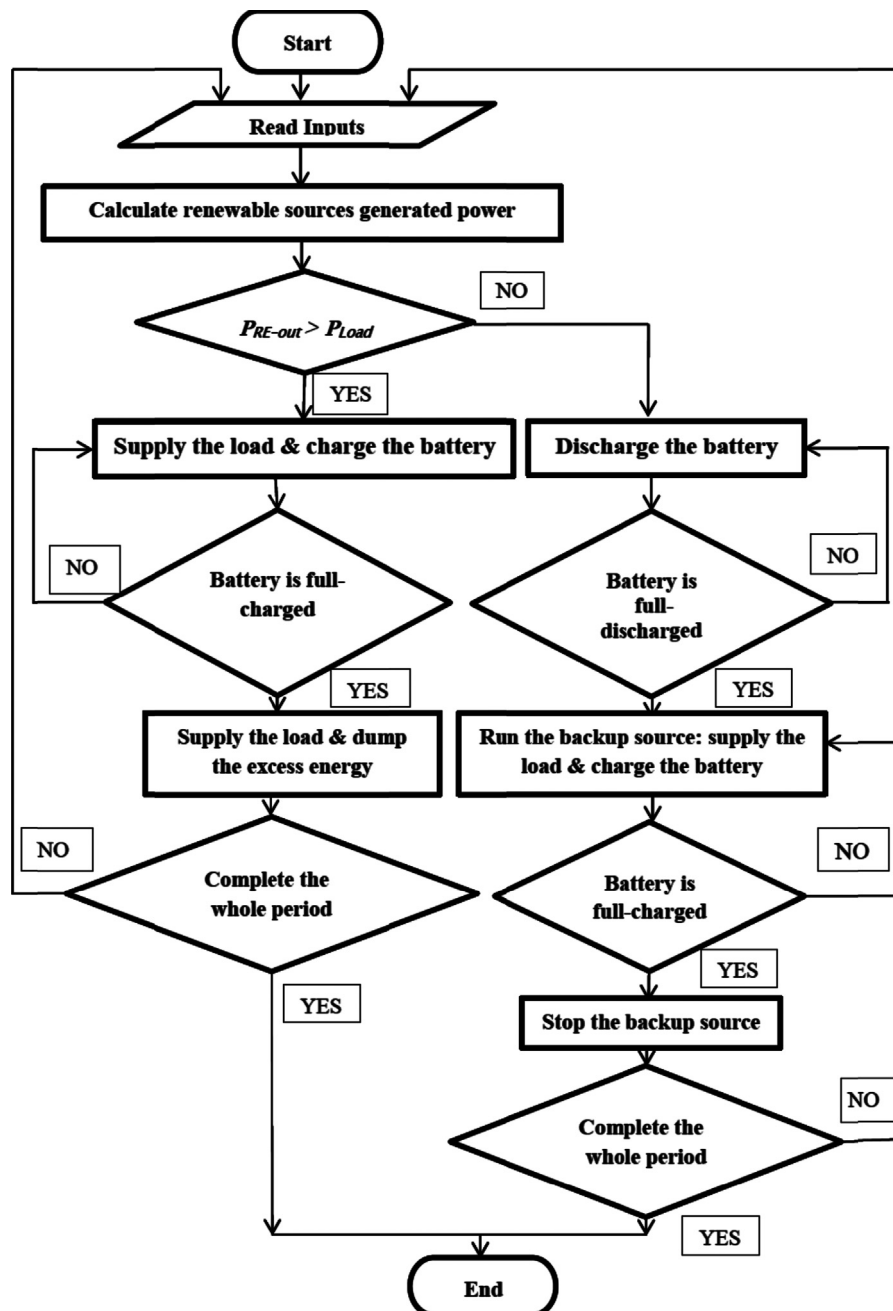 Start
Read Inputs
Calculate renewable sources generated power
NO
P_RE-out > P_Load
YES
Supply the load & charge the battery
Discharge the battery
NO
Battery is full-
charged
NO
Battery is
full-
discharged
YES
YES
Supply the load & dump
the excess energy
Run the backup source: supply the
load & charge the battery
NO
Complete the
whole period
NO
Battery is
full-charged
YES
YES
Stop the backup source
NO
Complete the
whole period
YES
End